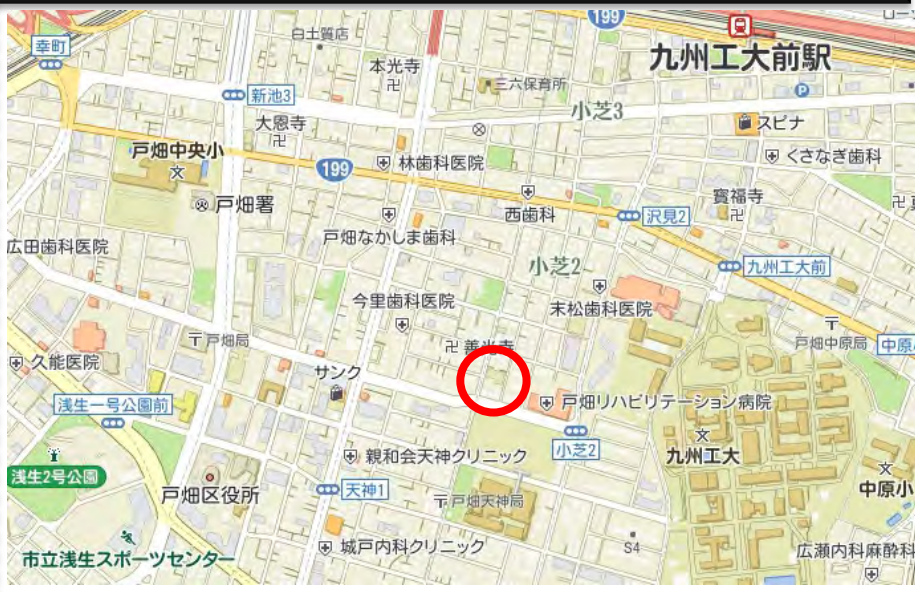 199
幸町
白土質店
本光寺
九州工大前駅
三六保育所
新池3
小芝3
スピナ
大恩寺
戸畑中央小
199
林歯科医院
くさなぎ歯科
戸畑署
西歯科
沢見2
寶福寺
戸畑なかしま歯科
広田歯科医院
小芝2
九州工大前
今里歯科医院
末松歯科医院
戸畑局
善光寺
戸畑中原局
中原
久能医院
サンク
浅生一号公園前
戸畑リハビリテーション病院
小芝2
九州工大
親和会天神クリニック
浅生2号公園
戸畑区役所
天神1
戸畑天神局
中原小
市立浅生スポーツセンター
城戸内科クリニック
S4
広瀬内科麻酔科